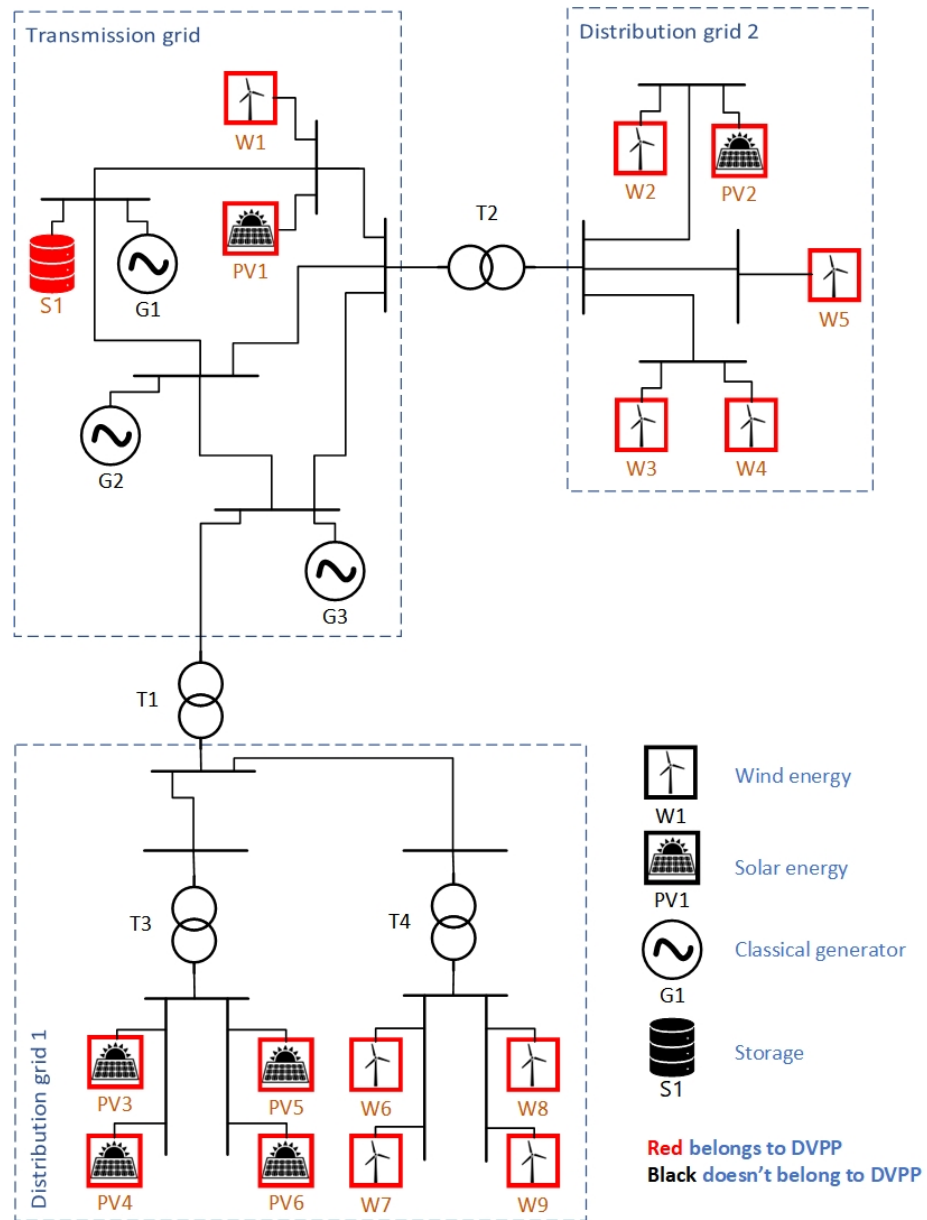 Transmission grid
Distribution grid 2
W1
W2
PV2
T2
PV1
S1
G1
W5
W3
W4
G2
G3
T1
Wind energy
W1
Solar energy
PV1
T3
T4
Classical generator
G1
Distribution grid 1
Storage
S1
PV3
PV5
W6
W8
PV4
PV6
W7
W9
Red belongs to DVPP
Black doesn't belong to DVPP